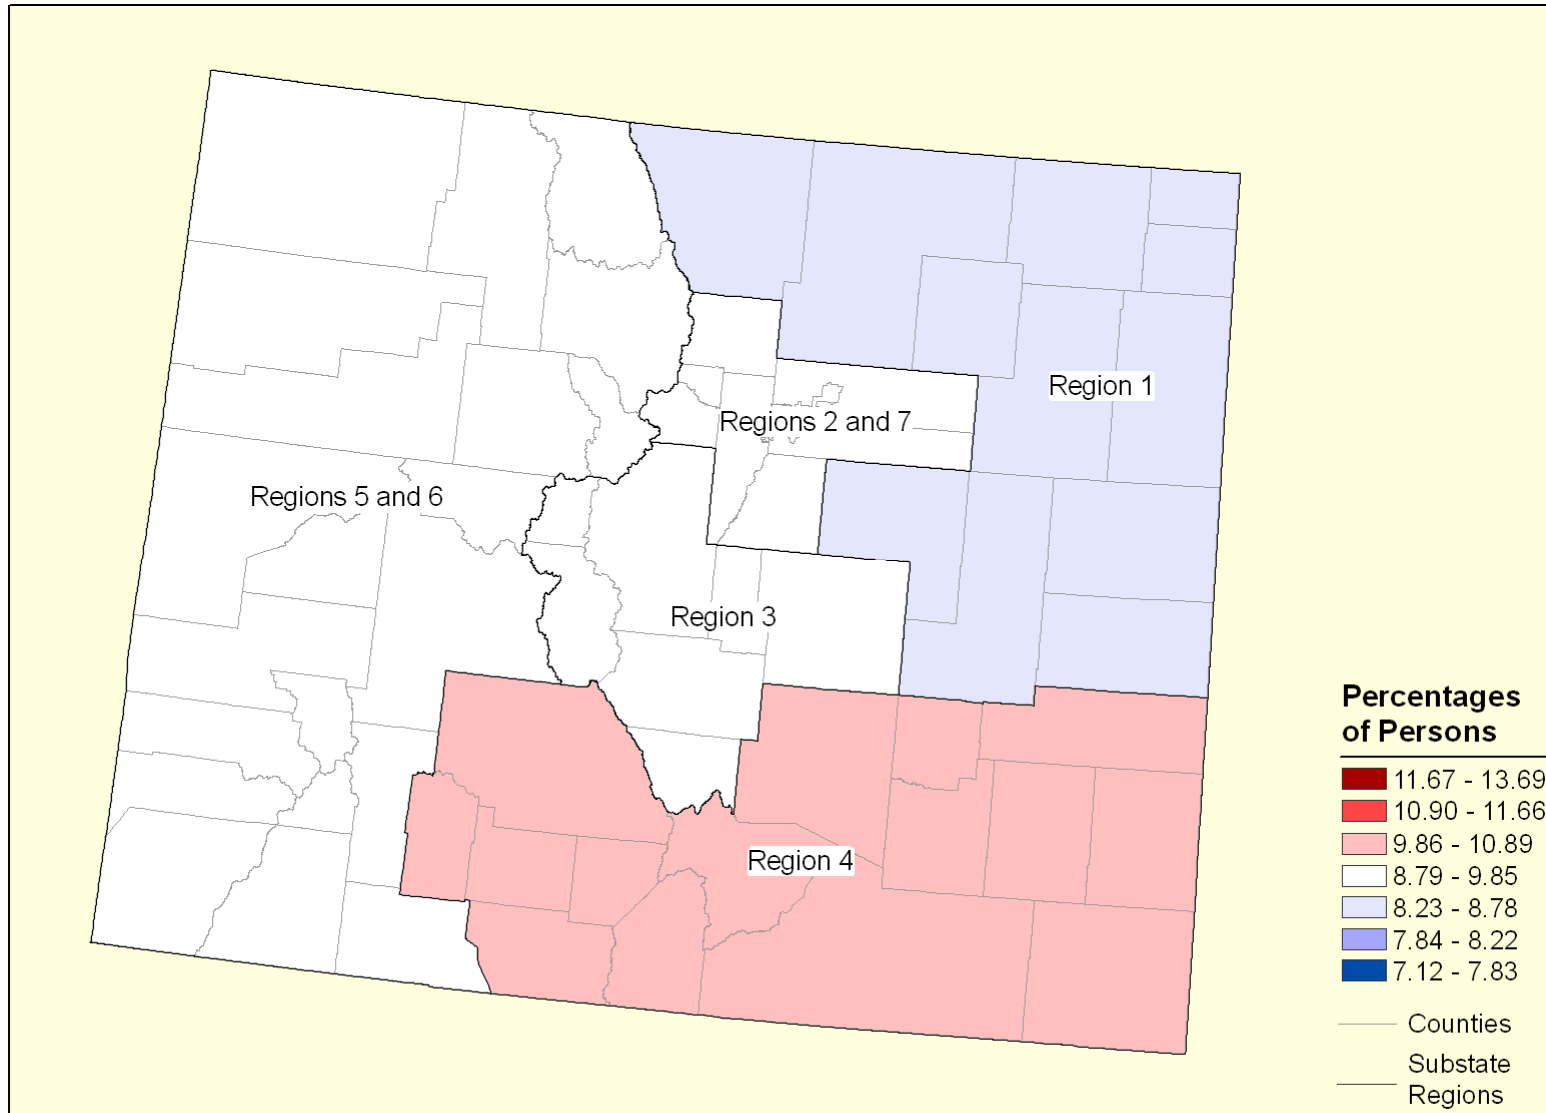 Region 1
Regions 2 and 7
Regions 5 and 6
Region 3
Region 4
Percentages
of Persons
11.67 - 13.69
10.90 - 11.66
9.86 - 10.89
8.79 - 9.85
8.23 - 8.78
7.84 - 8.22
7.12 - 7.83
Counties
Substate
Regions